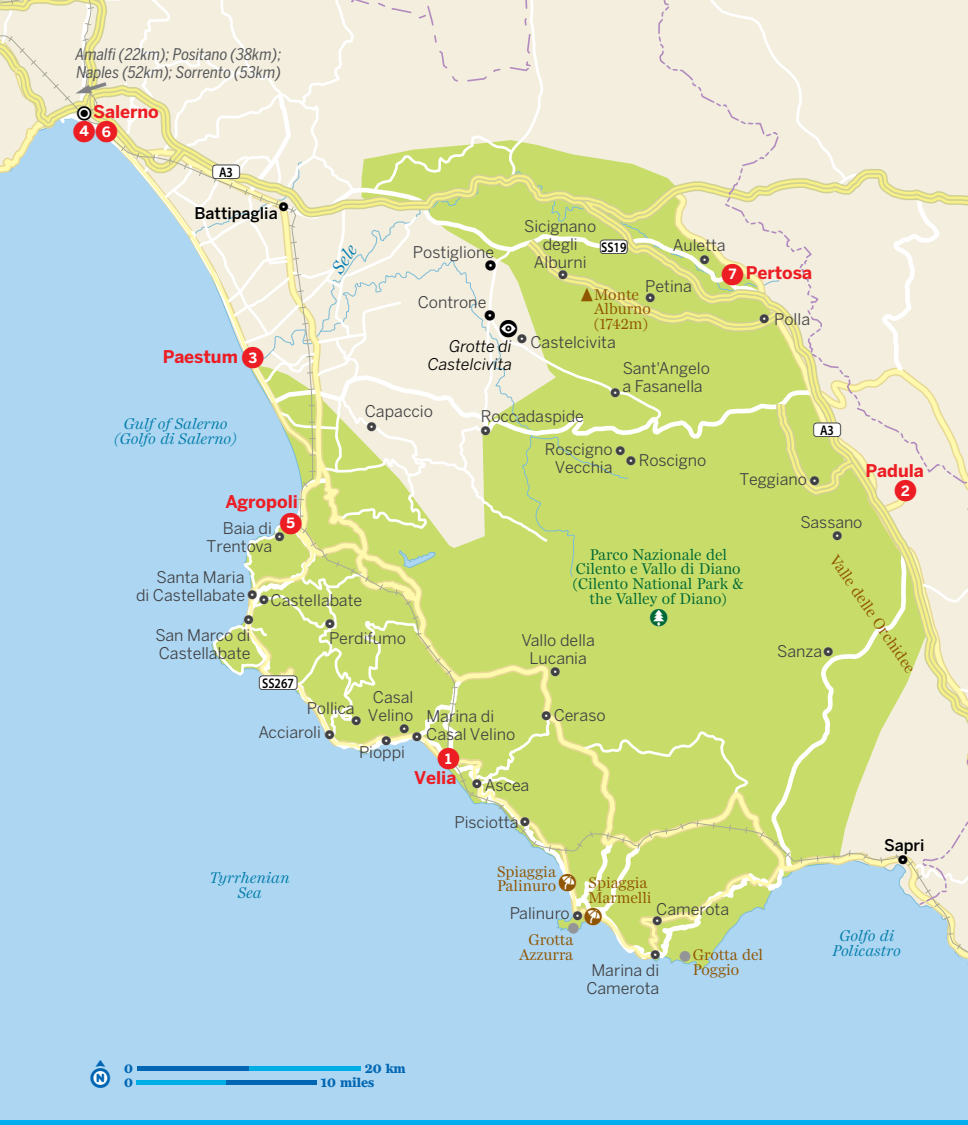 Amalfi (22km); Positano (38km);
Naples (52km); Sorrento (53km)
Salerno
4 6
A3
Battipaglia
Sele
Postiglione
Sicignano
degli
Alburni
SS19
Auletta
7 Pertosa
Petina
Monte
Alburno
(1742m)
Controne
Polla
Grotte di
Castelcivita
Castelcivita
Paestum 3
Sant'Angelo
a Fasanella
Gulf of Salerno
(Golfo di Salerno)
Capaccio
Roccadaspide
A3
Roscigno
Vecchia
Roscigno
Teggiano
Padula
2
Agropoli
5
Baia di
Trentova
Sassano
Parco Nazionale del
Cilento e Vallo di Diano
(Cilento National Park &
the Valley of Diano)
Valle delle Orchidee
Santa Maria
di Castellabate
Castellabate
San Marco di
Castellabate
Perdifumo
Vallo della
Lucania
Sanza
SS267
Pollica
Casal
Velino
Marina di
Casal Velino
Ceraso
Acciaroli
Pioppi
1
Velia
Ascea
Pisciotta
Sapri
Tyrrhenian
Sea
Spiaggia
Palinuro
Spiaggia
Marmelli
Palinuro
Camerota
Grotta
Azzurra
Golfo di
Policastro
Grotta del
Poggio
Marina di
Camerota
N
0 20 km
0 10 miles